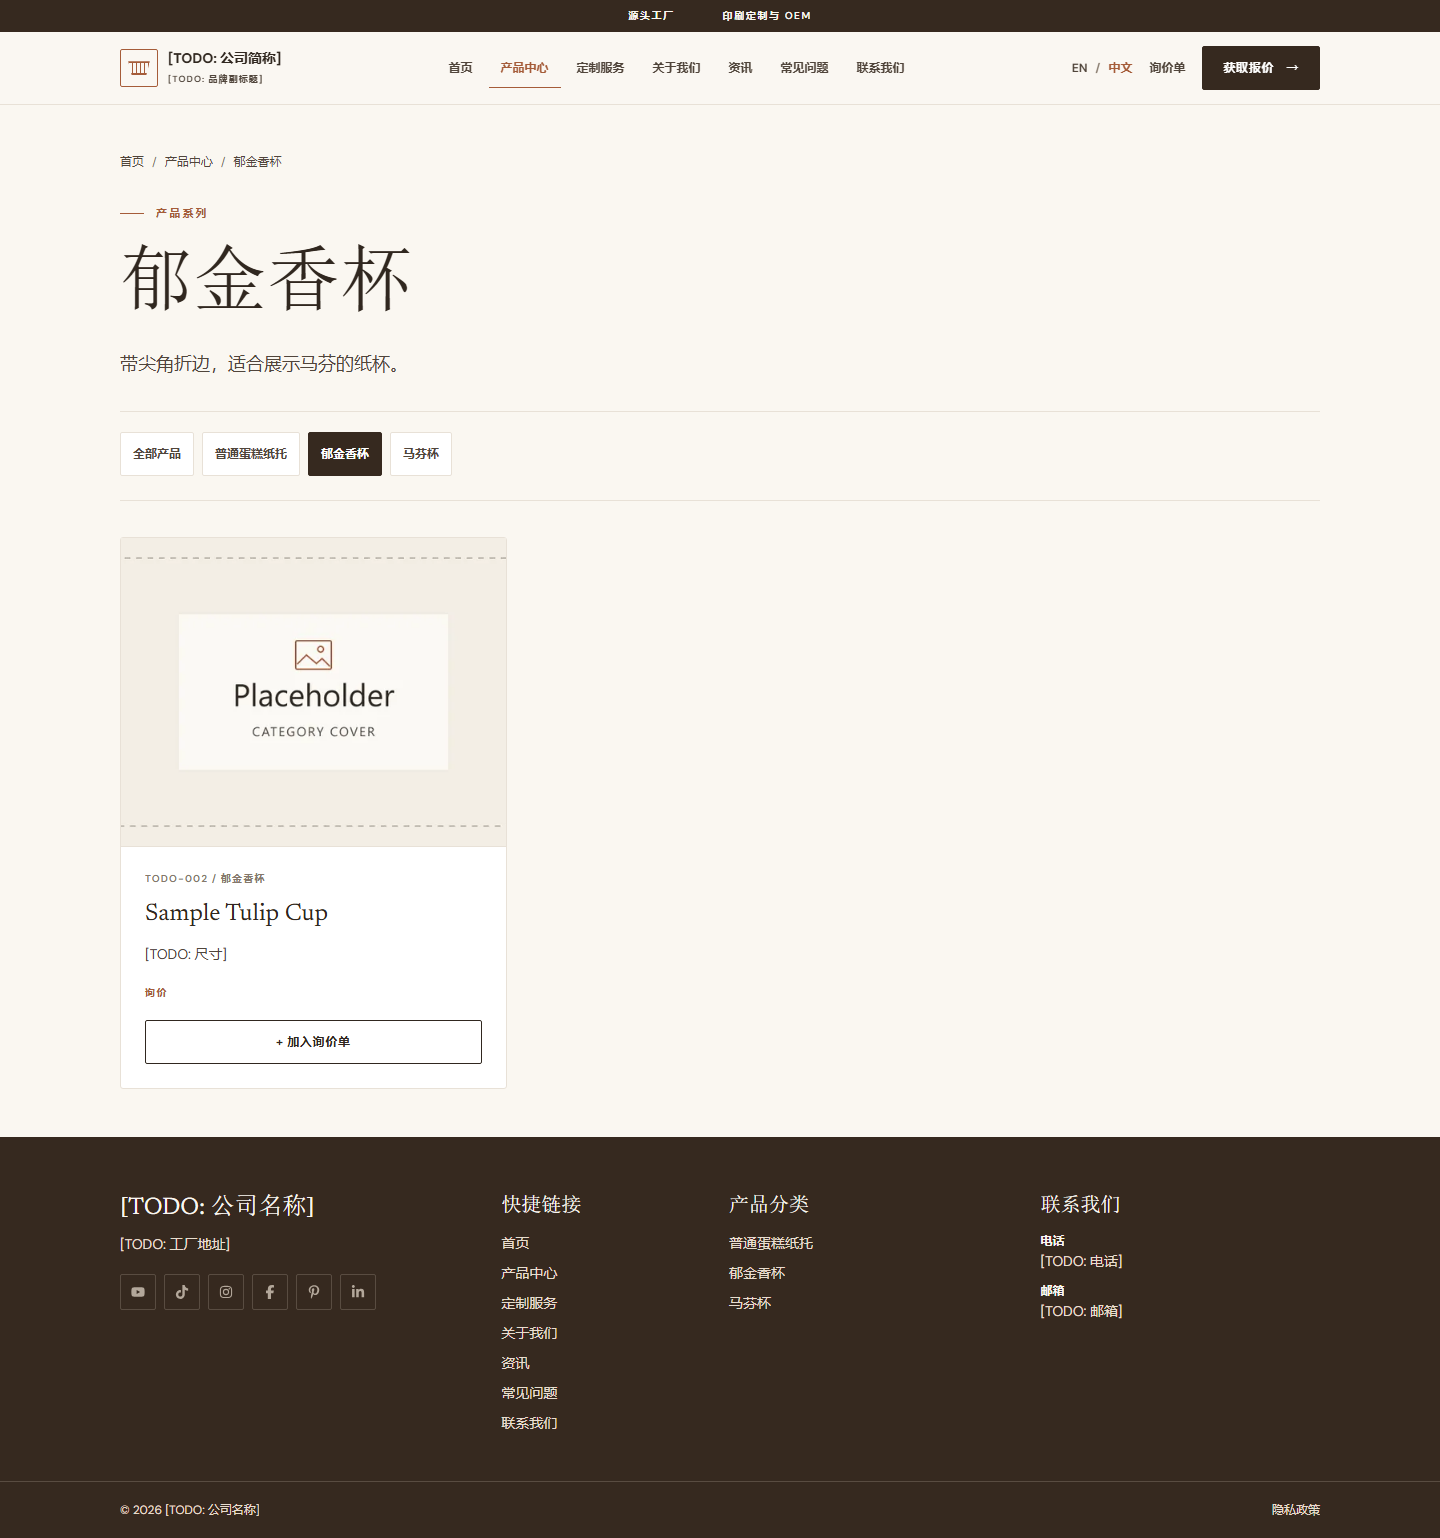 源头工厂 印刷定制与 OEM
[TODO: 公司简称]
[TODO: 品牌副标题]
首页 产品中心 定制服务 关于我们 资讯 常见问题 联系我们
EN / 中文 询价单 获取报价 →
首页 / 产品中心 / 郁金香杯
产品系列
郁金香杯
带尖角折边，适合展示马芬的纸杯。
全部产品 普通蛋糕纸托 郁金香杯 马芬杯
Placeholder
CATEGORY COVER
TODO-002 / 郁金香杯
Sample Tulip Cup
[TODO: 尺寸]
询价
+ 加入询价单
[TODO: 公司名称]
[TODO: 工厂地址]
快捷链接
首页
产品中心
定制服务
关于我们
资讯
常见问题
联系我们
产品分类
普通蛋糕纸托
郁金香杯
马芬杯
联系我们
电话
[TODO: 电话]
邮箱
[TODO: 邮箱]
© 2026 [TODO: 公司名称]
隐私政策